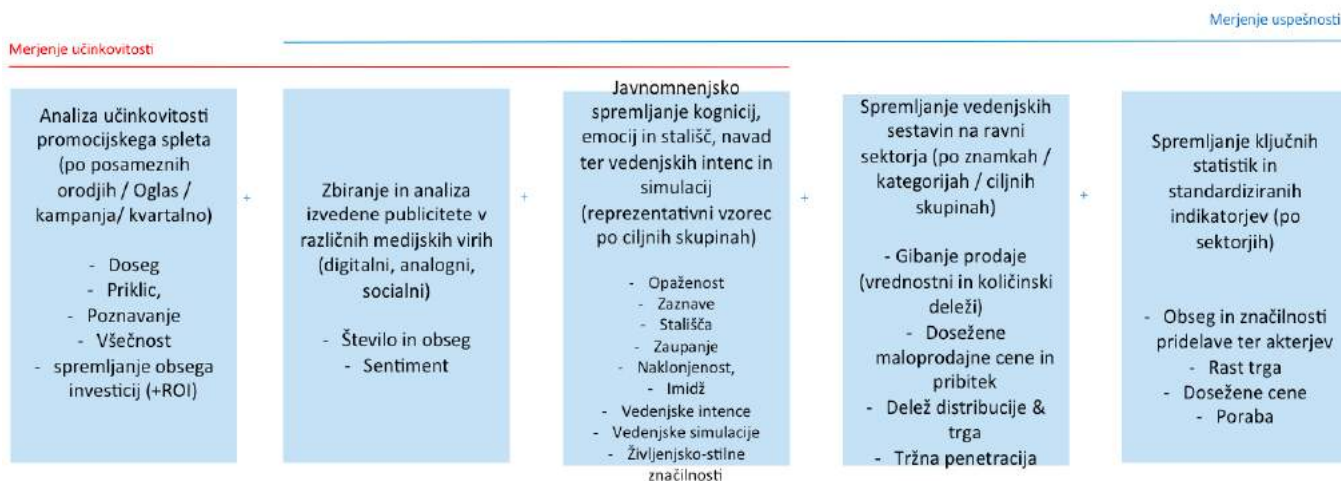 Merjenje uspešnosti
Merjenje učinkovitosti
Analiza učinkovitosti
promocijskega spleta
(po posameznih
orodjih / Oglas /
kampanja/ kvartalno)
- Doseg
- Priklic,
- Poznavanje
- Všečnost
- spremljanje obsega
investicij (+ROI)
+
Zbiranje in analiza
izvedene publicitete v
različnih medijskih virih
(digitalni, analogni,
socialni)
- Število in obseg
- Sentiment
+
Javnomnenjsko
spremljanje kognicij,
emocij in stališč, navad
ter vedenjskih intenc in
simulacij
(reprezentativni vzorec
po ciljnih skupinah)
- Opaženost
- Zaznave
- Stališča
- Zaupanje
- Naklonjenost,
- Imidž
- Vedenjske intence
- Vedenjske simulacije
- Življenjsko-stilne
značilnosti
+
Spremljanje vedenjskih
sestavin na ravni
sektorja (po znamkah /
kategorijah / ciljnih
skupinah)
- Gibanje prodaje
(vrednostni in količinski
deleži)
- Dosežene
maloprodajne cene in
pribitek
- Delež distribucije &
trga
- Tržna penetracija
+
Spremljanje ključnih
statistik in
standardiziranih
indikatorjev (po
sektorjih)
- Obseg in značilnosti
pridelave ter akterjev
- Rast trga
- Dosežene cene
- Poraba